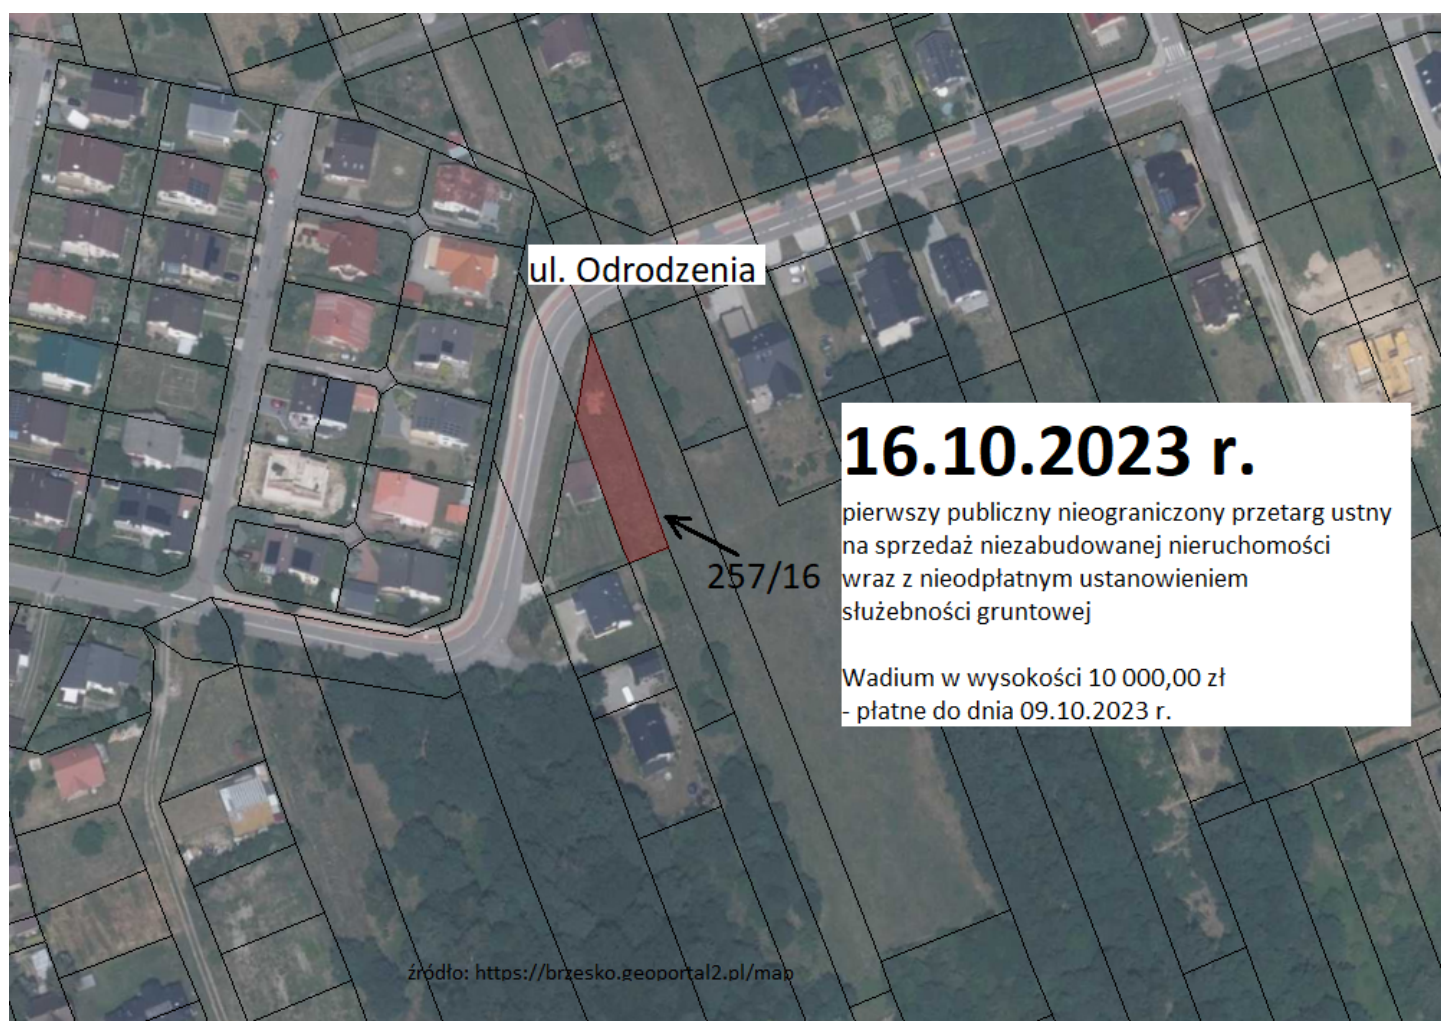 ul. Odrodzenia
16.10.2023 r.
pierwszy publiczny nieograniczony przetarg ustny
na sprzedaż niezabudowanej nieruchomości
wraz z nieodpłatnym ustanowieniem
służebności gruntowej
Wadium w wysokości 10 000,00 zł
- płatne do dnia 09.10.2023 r.
257/16
źródło: https://brzesko.geoportal2.pl/map